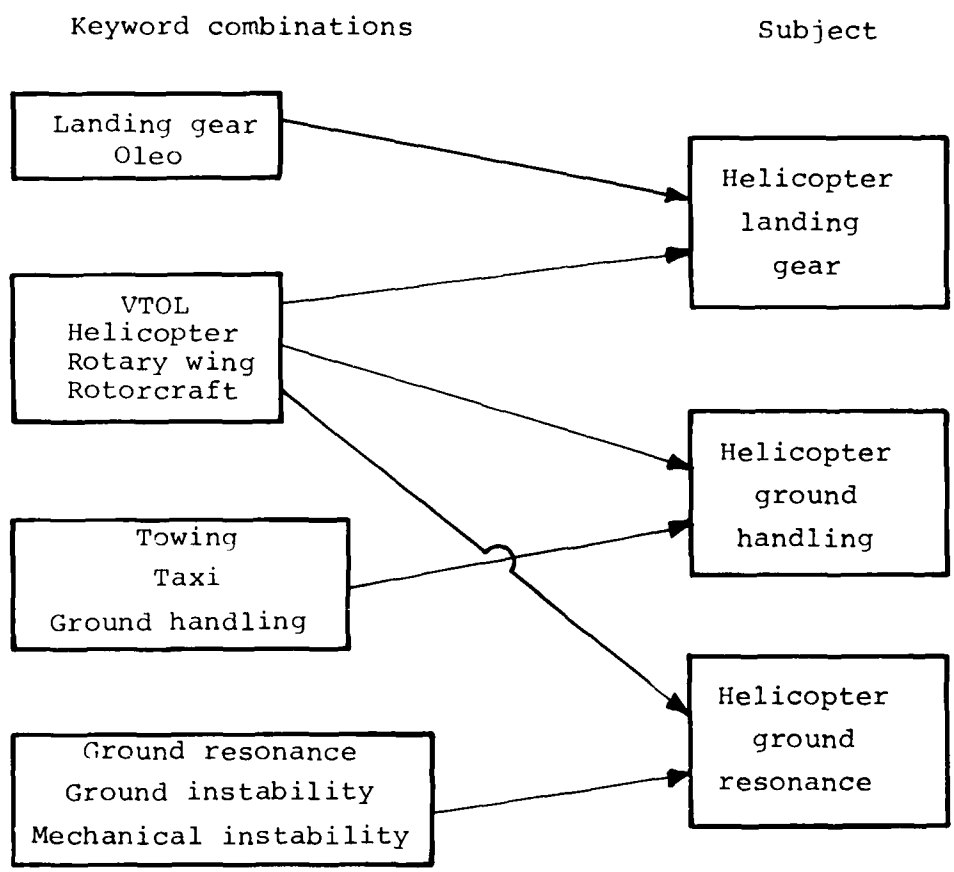 Keyword combinations
Subject
Landing gear
Oleo
Helicopter
landing
gear
VTOL
Helicopter
Rotary wing
Rotorcraft
Helicopter
ground
handling
Towing
Taxi
Ground handling
Helicopter
ground
resonance
Ground resonance
Ground instability
Mechanical instability